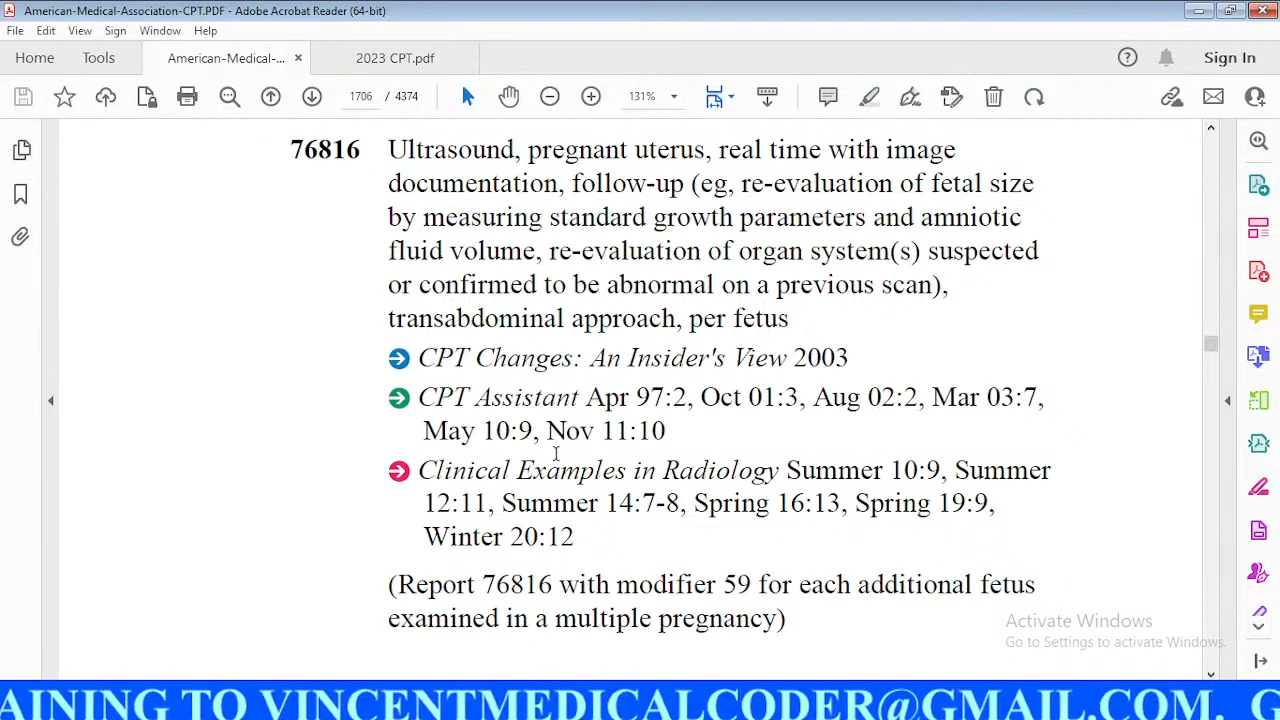 American-Medical-Association-CPT.PDF - Adobe Acrobat Reader (64-bit)
File Edit View Sign Window Help
Home Tools American-Medical-... × 2023 CPT.pdf Sign In
1706 / 4374 131%
76816 Ultrasound, pregnant uterus, real time with image
documentation, follow-up (eg, re-evaluation of fetal size
by measuring standard growth parameters and amniotic
fluid volume, re-evaluation of organ system(s) suspected
or confirmed to be abnormal on a previous scan),
transabdominal approach, per fetus
CPT Changes: An Insider's View 2003
CPT Assistant Apr 97:2, Oct 01:3, Aug 02:2, Mar 03:7,
May 10:9, Nov 11:10
Clinical Examples in Radiology Summer 10:9, Summer
12:11, Summer 14:7-8, Spring 16:13, Spring 19:9,
Winter 20:12
(Report 76816 with modifier 59 for each additional fetus
examined in a multiple pregnancy)
Activate Windows
Go to Settings to activate Windows.
AINING TO VINCENTMEDICALCODER@GMAIL.COM